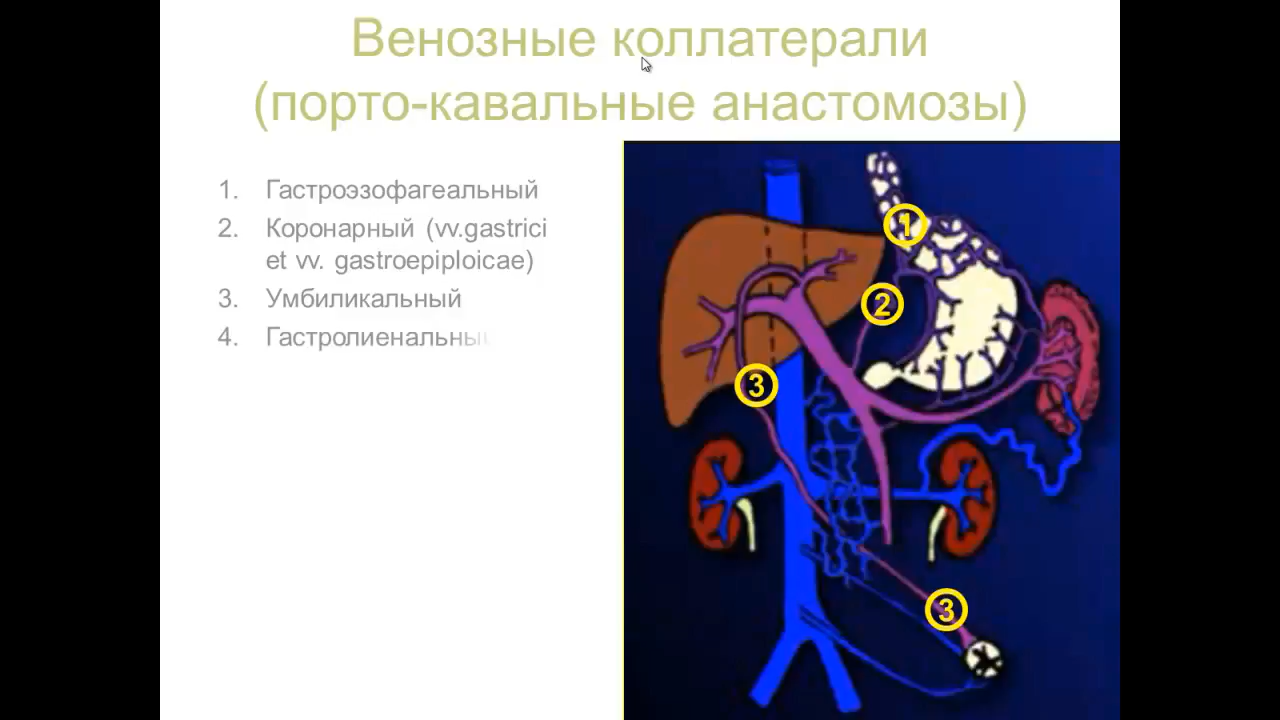 Венозные коллатерали
(порто-кавальные анастомозы)
1. Гастроэзофагеальный
2. Коронарный (vv.gastrici
et vv. gastroepiploicae)
3. Умбиликальный
4. Гастролиенальный
1
2
3
3